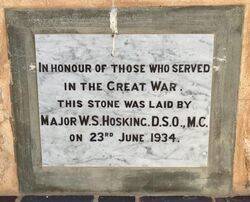 IN HONOUR OF THOSE WHO SERVED
IN THE GREAT WAR.
THIS STONE WAS LAID BY
MAJOR W.S. HOSKING. D.S.O., M.C.
ON 23RD JUNE 1934.